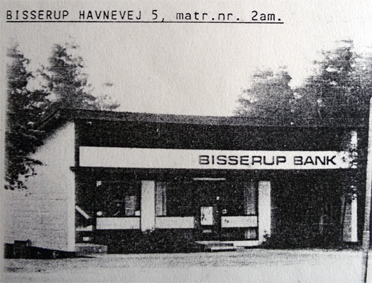 BISSERUP HAVNEVEJ 5, matr.nr. 2am.
BISSERUP BANK